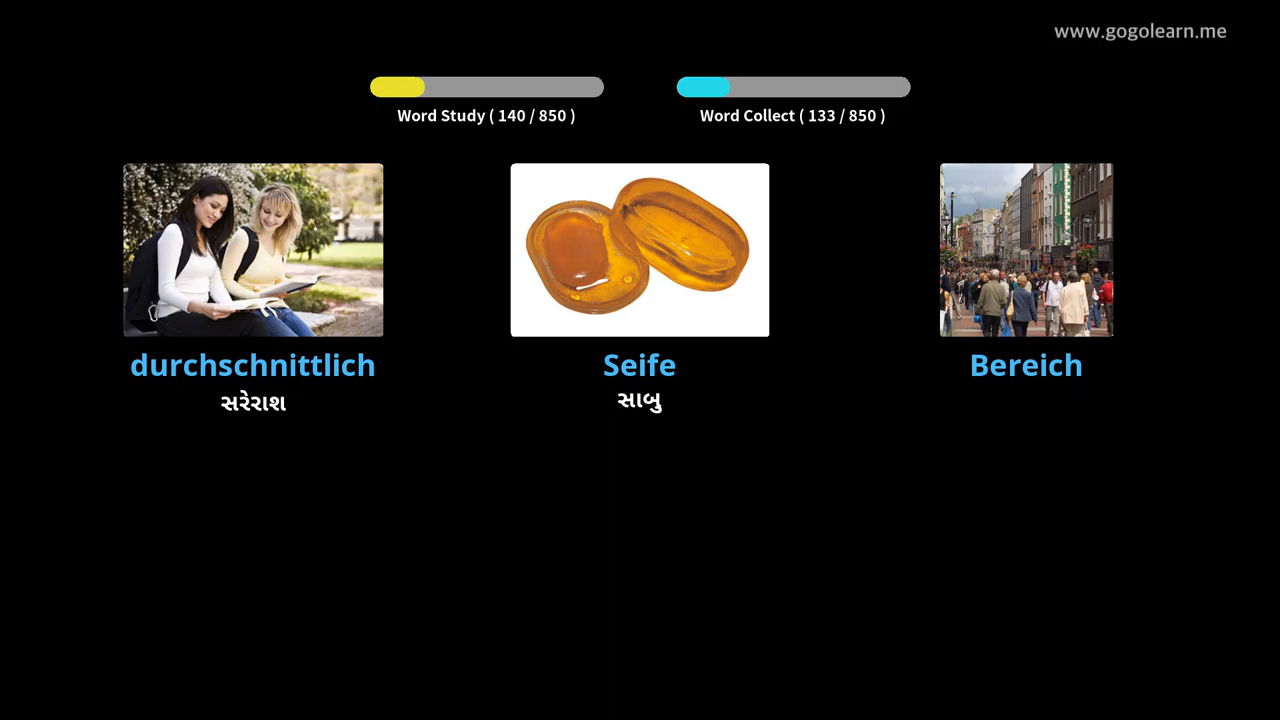 www.gogolearn.me
Word Study ( 140 / 850 )
Word Collect ( 133 / 850 )
durchschnittlich
સરેરાશ
Seife
સાબુ
Bereich